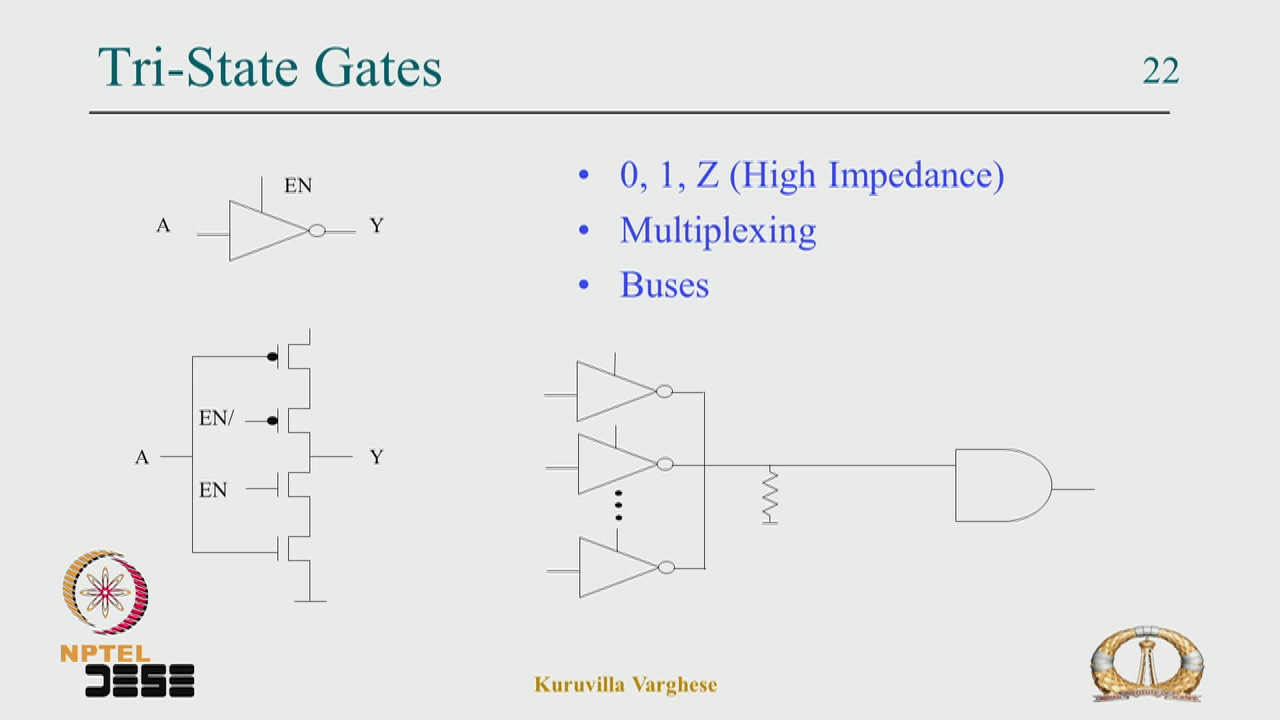 Tri-State Gates
22
EN
A
Y
• 0, 1, Z (High Impedance)
• Multiplexing
• Buses
EN/
A
Y
EN
NPTEL
Kuruvilla Varghese